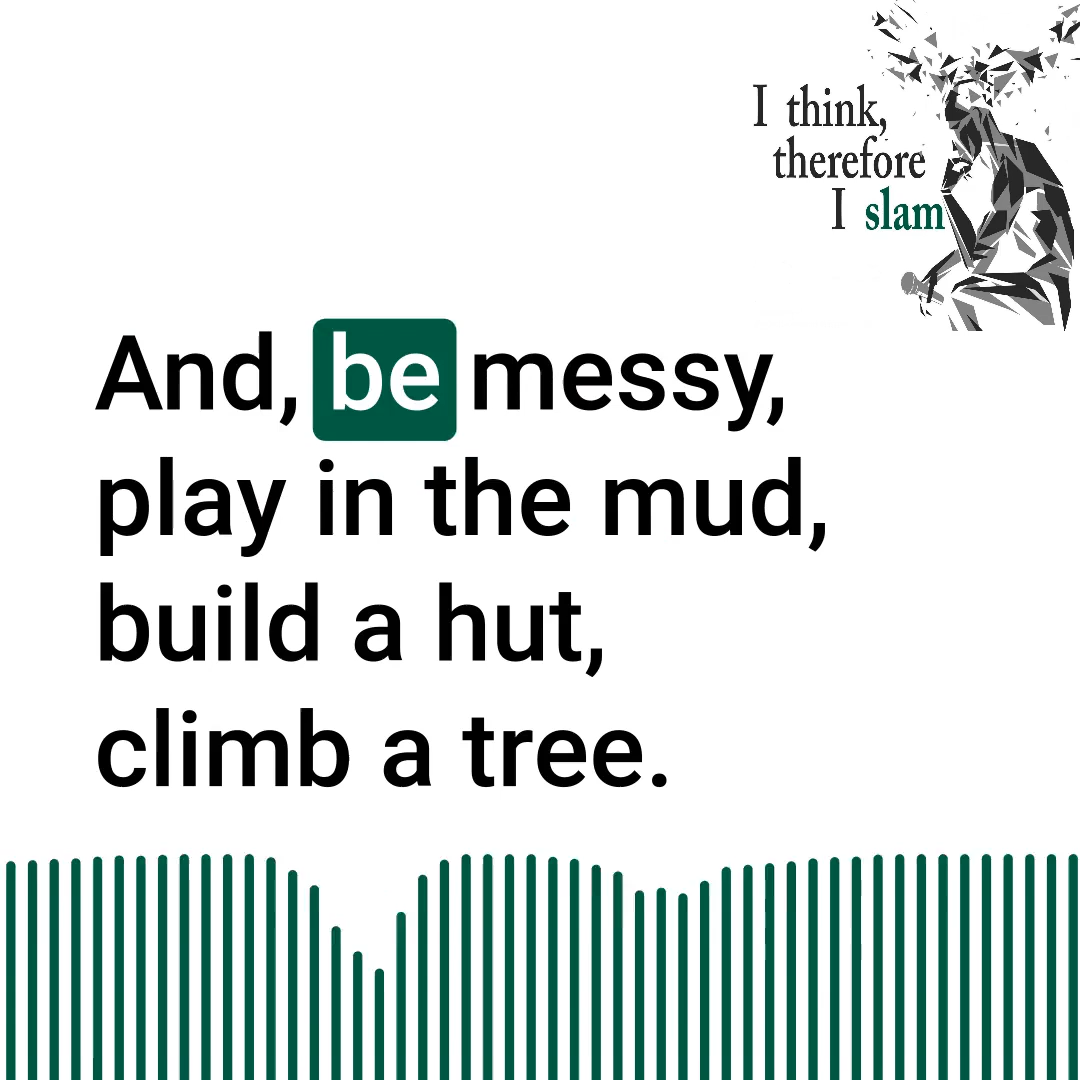 I think,
therefore
I slam
And, be messy,
play in the mud,
build a hut,
climb a tree.